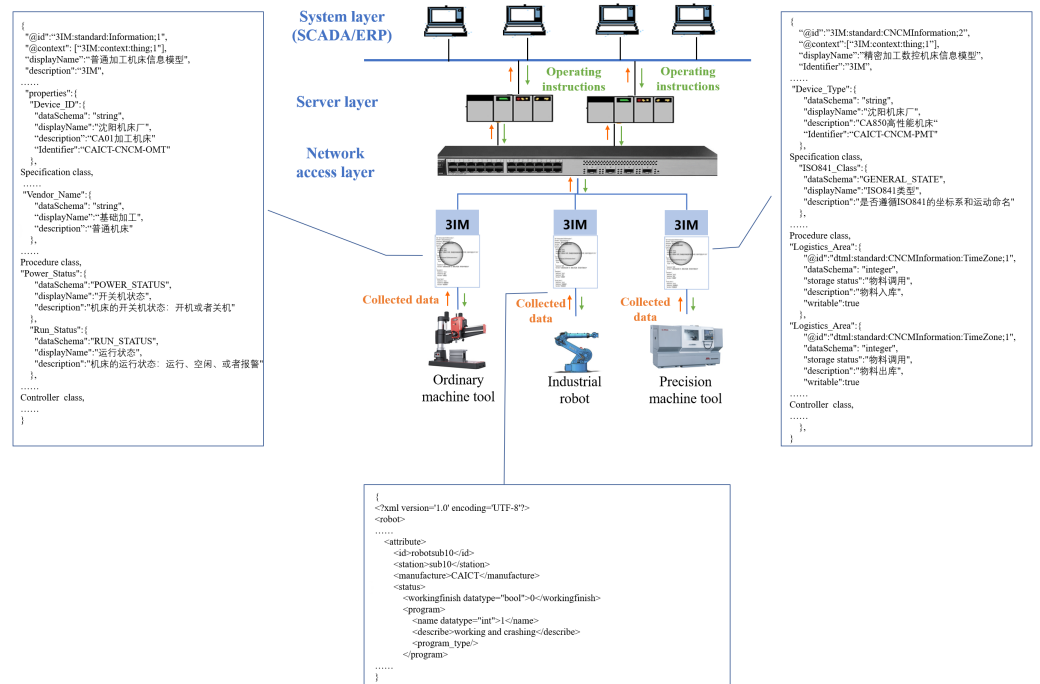 {
"@id":“3IM:standard:Information;1",
"@context": [“3IM:context:thing;1"],
“displayName":“普通加工机床信息模型”,
"description":“3IM”,
……
"properties":{
"Device_ID":{
"dataSchema": "string",
"displayName":"沈阳机床厂",
“description”:“CA01加工机床"
"Identifier":“CAICT-CNCM-OMT"
},
Specification class,
……
"Vendor_Name":{
"dataSchema": "string",
“displayName":“基础加工",
“description”:“普通机床"
},
……
Procedure class,
"Power_Status":{
"dataSchema":"POWER_STATUS",
"displayName":"开关机状态",
"description":"机床的开关机状态：开机或者关机"
},
"Run_Status":{
"dataSchema":"RUN_STATUS",
"displayName":"运行状态",
"description":"机床的运行状态：运行、空闲、或者报警"
},
……
Controller class,
……
}
System layer
(SCADA/ERP)
Operating
instructions
Operating
instructions
Server layer
Network
access layer
3IM
3IM
3IM
Collected data
Collected
data
Collected
data
Ordinary
machine tool
Industrial
robot
Precision
machine tool
{
“@id”:”3IM:standard:CNCMInformation;2”,
“@context”:[“3IM:context:thing;1”],
“displayName”:“精密加工数控机床信息模型”,
“Identifier”:”3IM”,
……
"Device_Type":{
"dataSchema": "string",
"displayName":"沈阳机床厂",
"description":"CA850高性能机床“
"Identifier":“CAICT-CNCM-PMT"
},
Specification class,
"ISO841_Class":{
"dataSchema":"GENERAL_STATE",
"displayName":"ISO841类型",
"description":"是否遵循ISO841的坐标系和运动命名"
},
……
Procedure class,
"Logistics_Area":{
"@id":"dtml:standard:CNCMInformation:TimeZone;1",
"dataSchema": "integer",
"storage status":"物料调用",
"description":"物料入库",
"writable":true
},
"Logistics_Area":{
"@id":"dtmd:standard:CNCMInformation:TimeZone;1",
"dataSchema": "integer",
"storage status":"物料调用",
"description":"物料出库",
"writable":true
……
Controller class,
……
},
}
{
<?xml version='1.0' encoding='UTF-8'?>
<robot>
……
<attribute>
<id>robotsub10</id>
<station>sub10</station>
<manufacture>CAICT</manufacture>
<status>
<workingfinish datatype="bool">0</workingfinish>
<program>
<name datatype="int">1</name>
<describe>working and crashing</describe>
<program_type/>
</program>
……
}